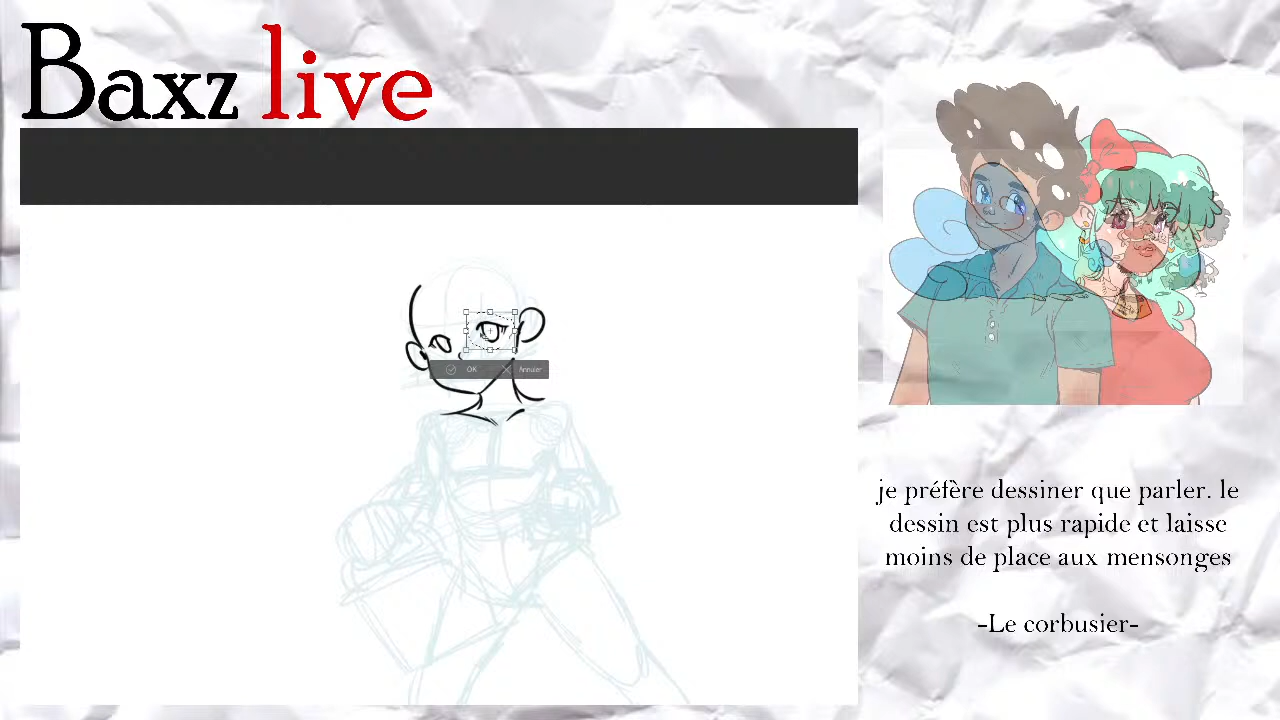 Baxz live
OK Annuler
je préfère dessiner que parler. le
dessin est plus rapide et laisse
moins de place aux mensonges
-Le corbusier-